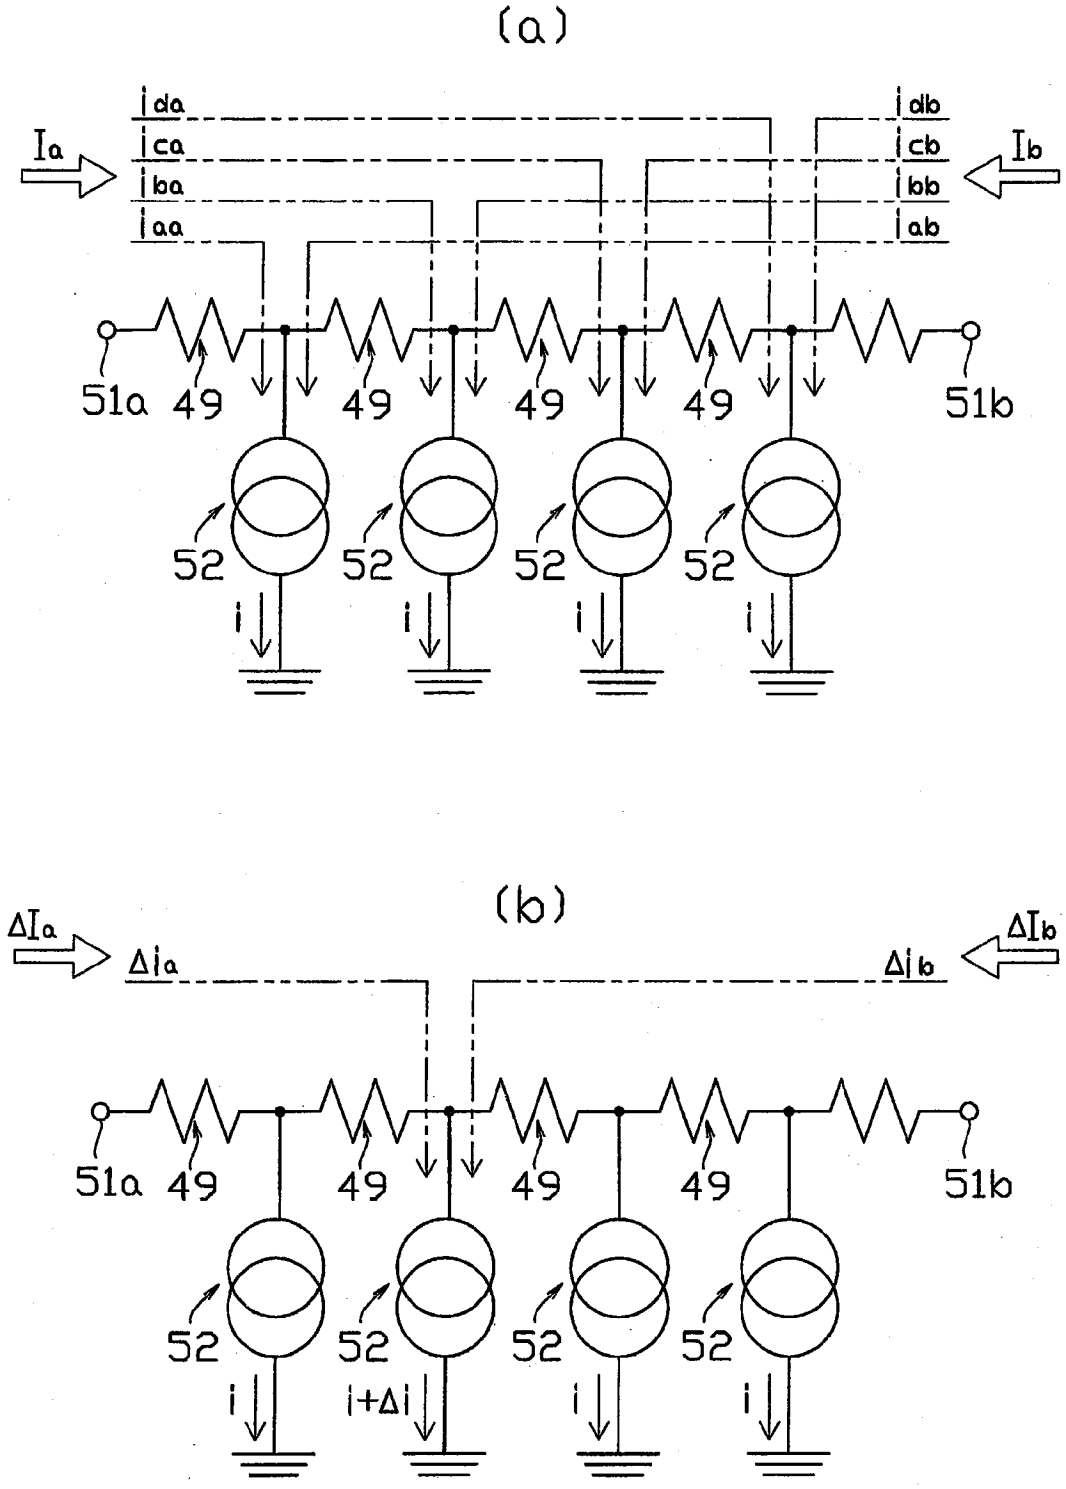 (a)
ida idb
Ia ica icb Ib
iba ibb
iaa iab
51a 49 49 49 49 51b
52 52 52 52
i i i i
(b)
ΔIa ΔIb
Δia Δib
51a 49 49 49 49 51b
52 52 52 52
i i+Δi i i